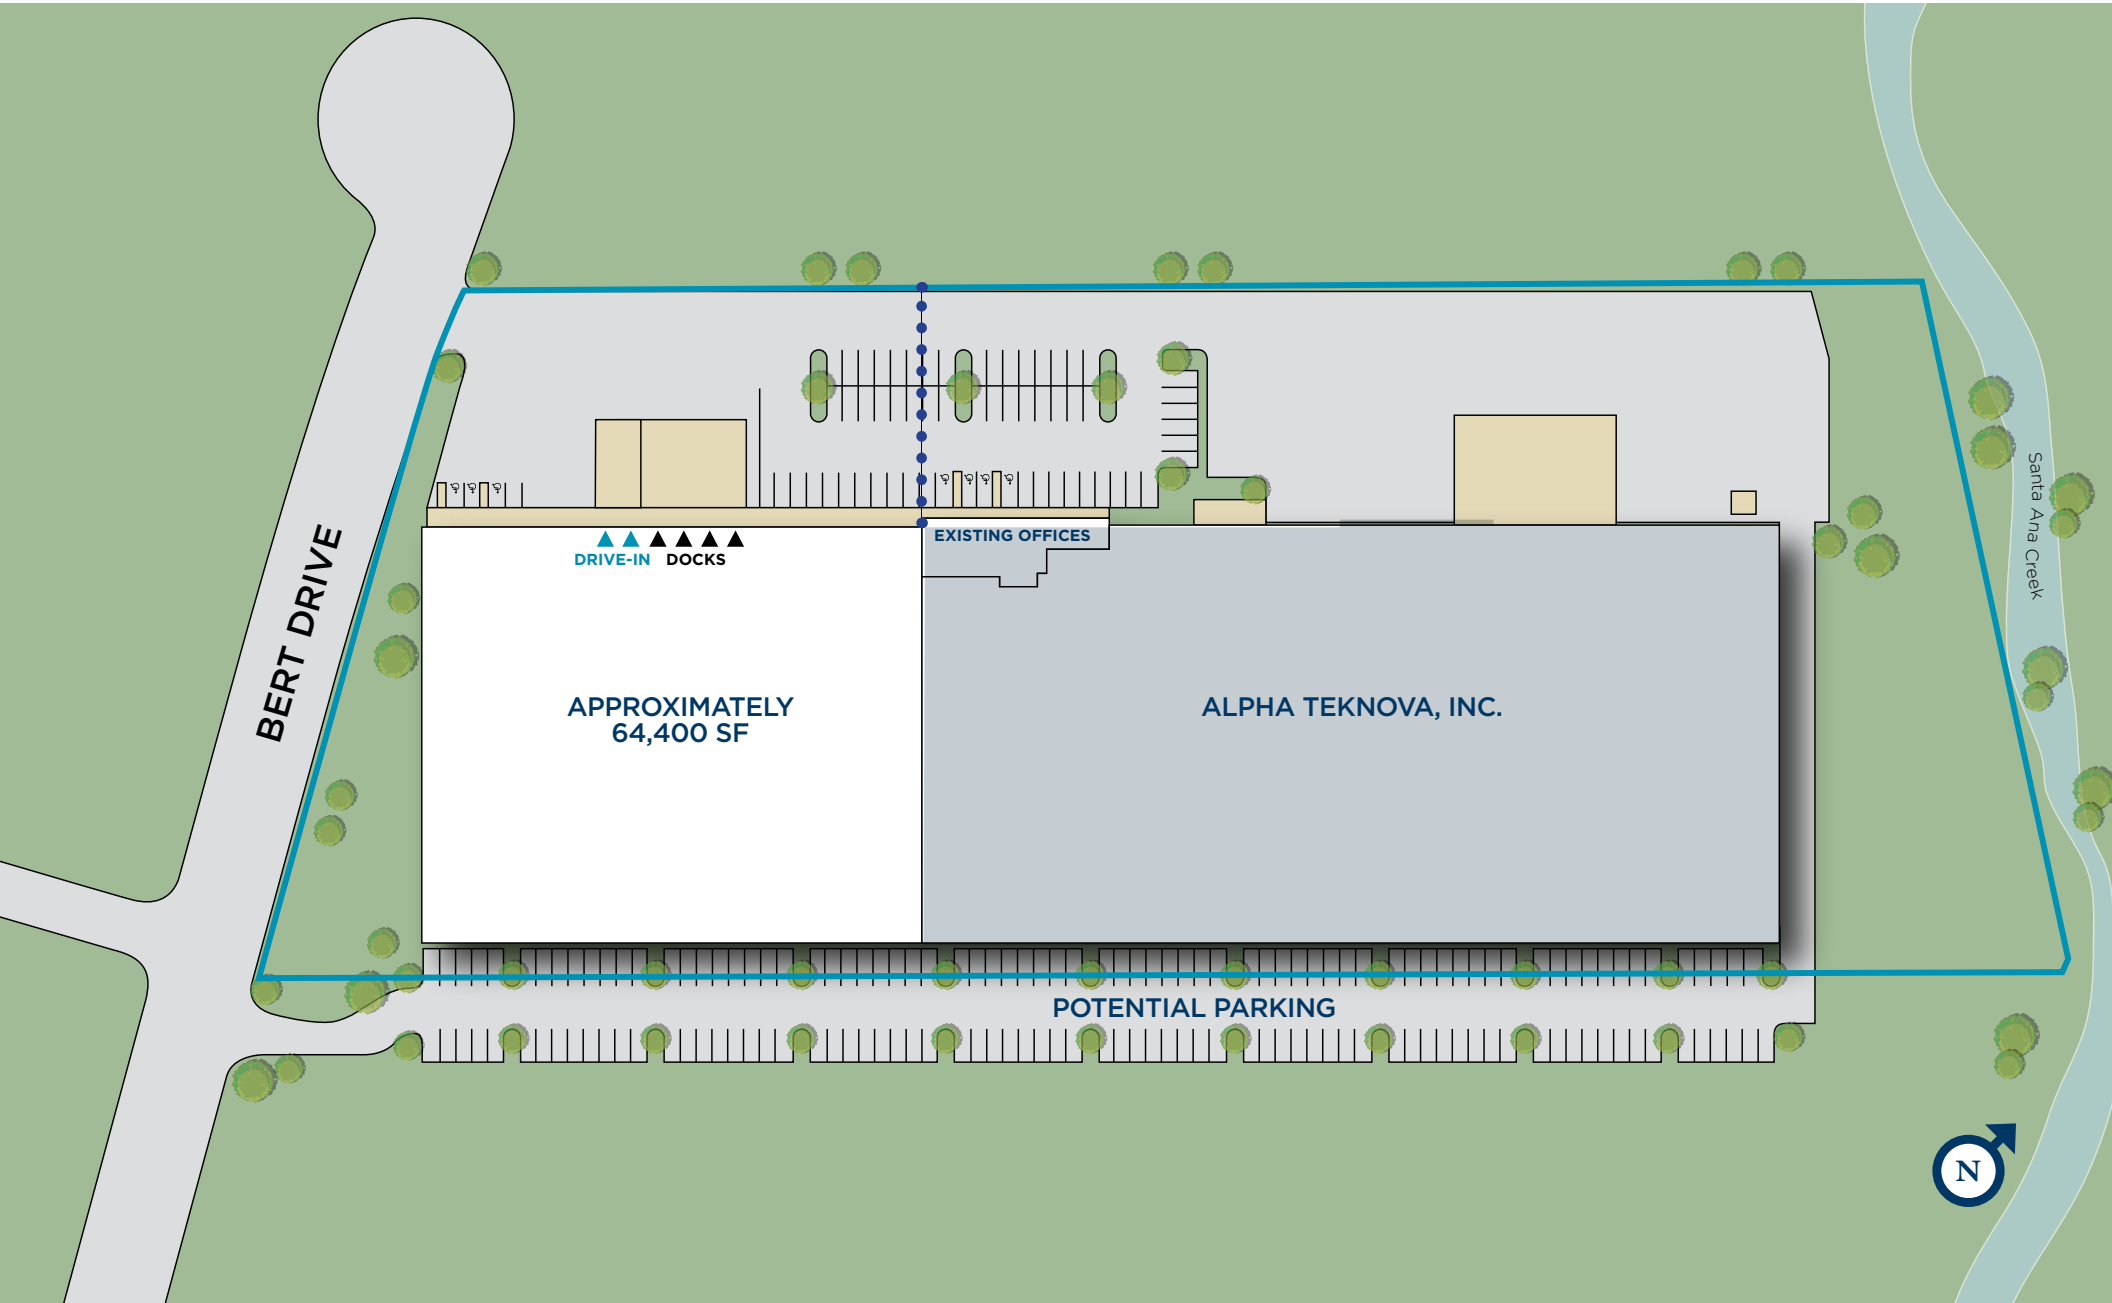 BERT DRIVE
DRIVE-IN
DOCKS
EXISTING OFFICES
APPROXIMATELY
64,400 SF
ALPHA TEKNOVA, INC.
Santa Ana Creek
POTENTIAL PARKING
N